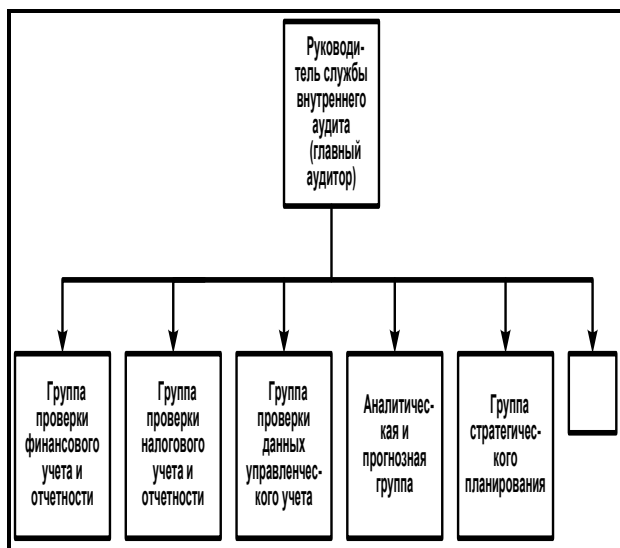 Руководи-
тель службы
внутреннего
аудита
(главный
аудитор)
Группа
проверки
финансового
учета и
отчетности
Группа
проверки
налогового
учета и
отчетности
Группа
проверки
данных
управленчес-
кого учета
Аналитичес-
кая и
прогнозная
группа
Группа
стратегичес-
кого
планирования